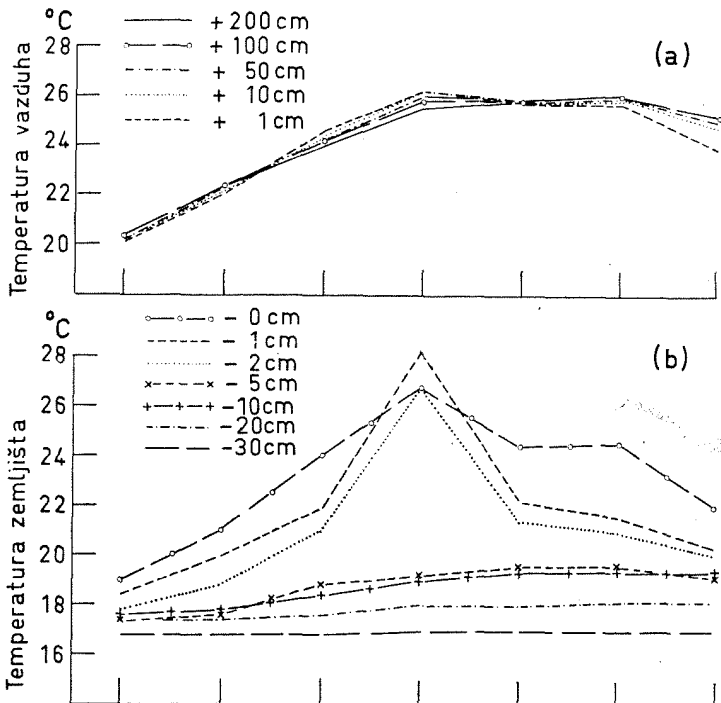 °C
+ 200 cm
+ 100 cm
+ 50 cm
+ 10 cm
+ 1 cm
(a)
28
26
24
22
20
Temperatura vazduha
°C
- 0 cm
- 1 cm
- 2 cm
- 5 cm
-10 cm
-20 cm
-30 cm
(b)
28
26
24
22
20
18
16
Temperatura zemljišta